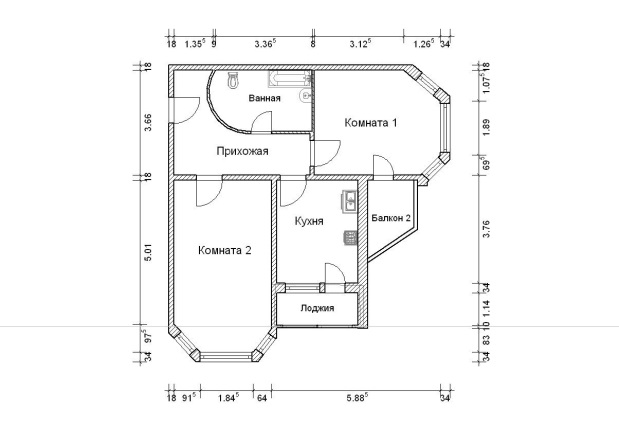 18 1.35⁵ 9 3.36⁵ 8 3.12⁵ 1.26⁵ 34
18
3.66
18
5.01
97⁵
34
18
1.07⁵
1.89
69⁵
3.76
34
1.14
10
83
34
Ванная
Комната 1
Прихожая
Балкон 2
Кухня
Комната 2
Лоджия
18 91⁵ 1.84⁵ 64 5.88⁵ 34